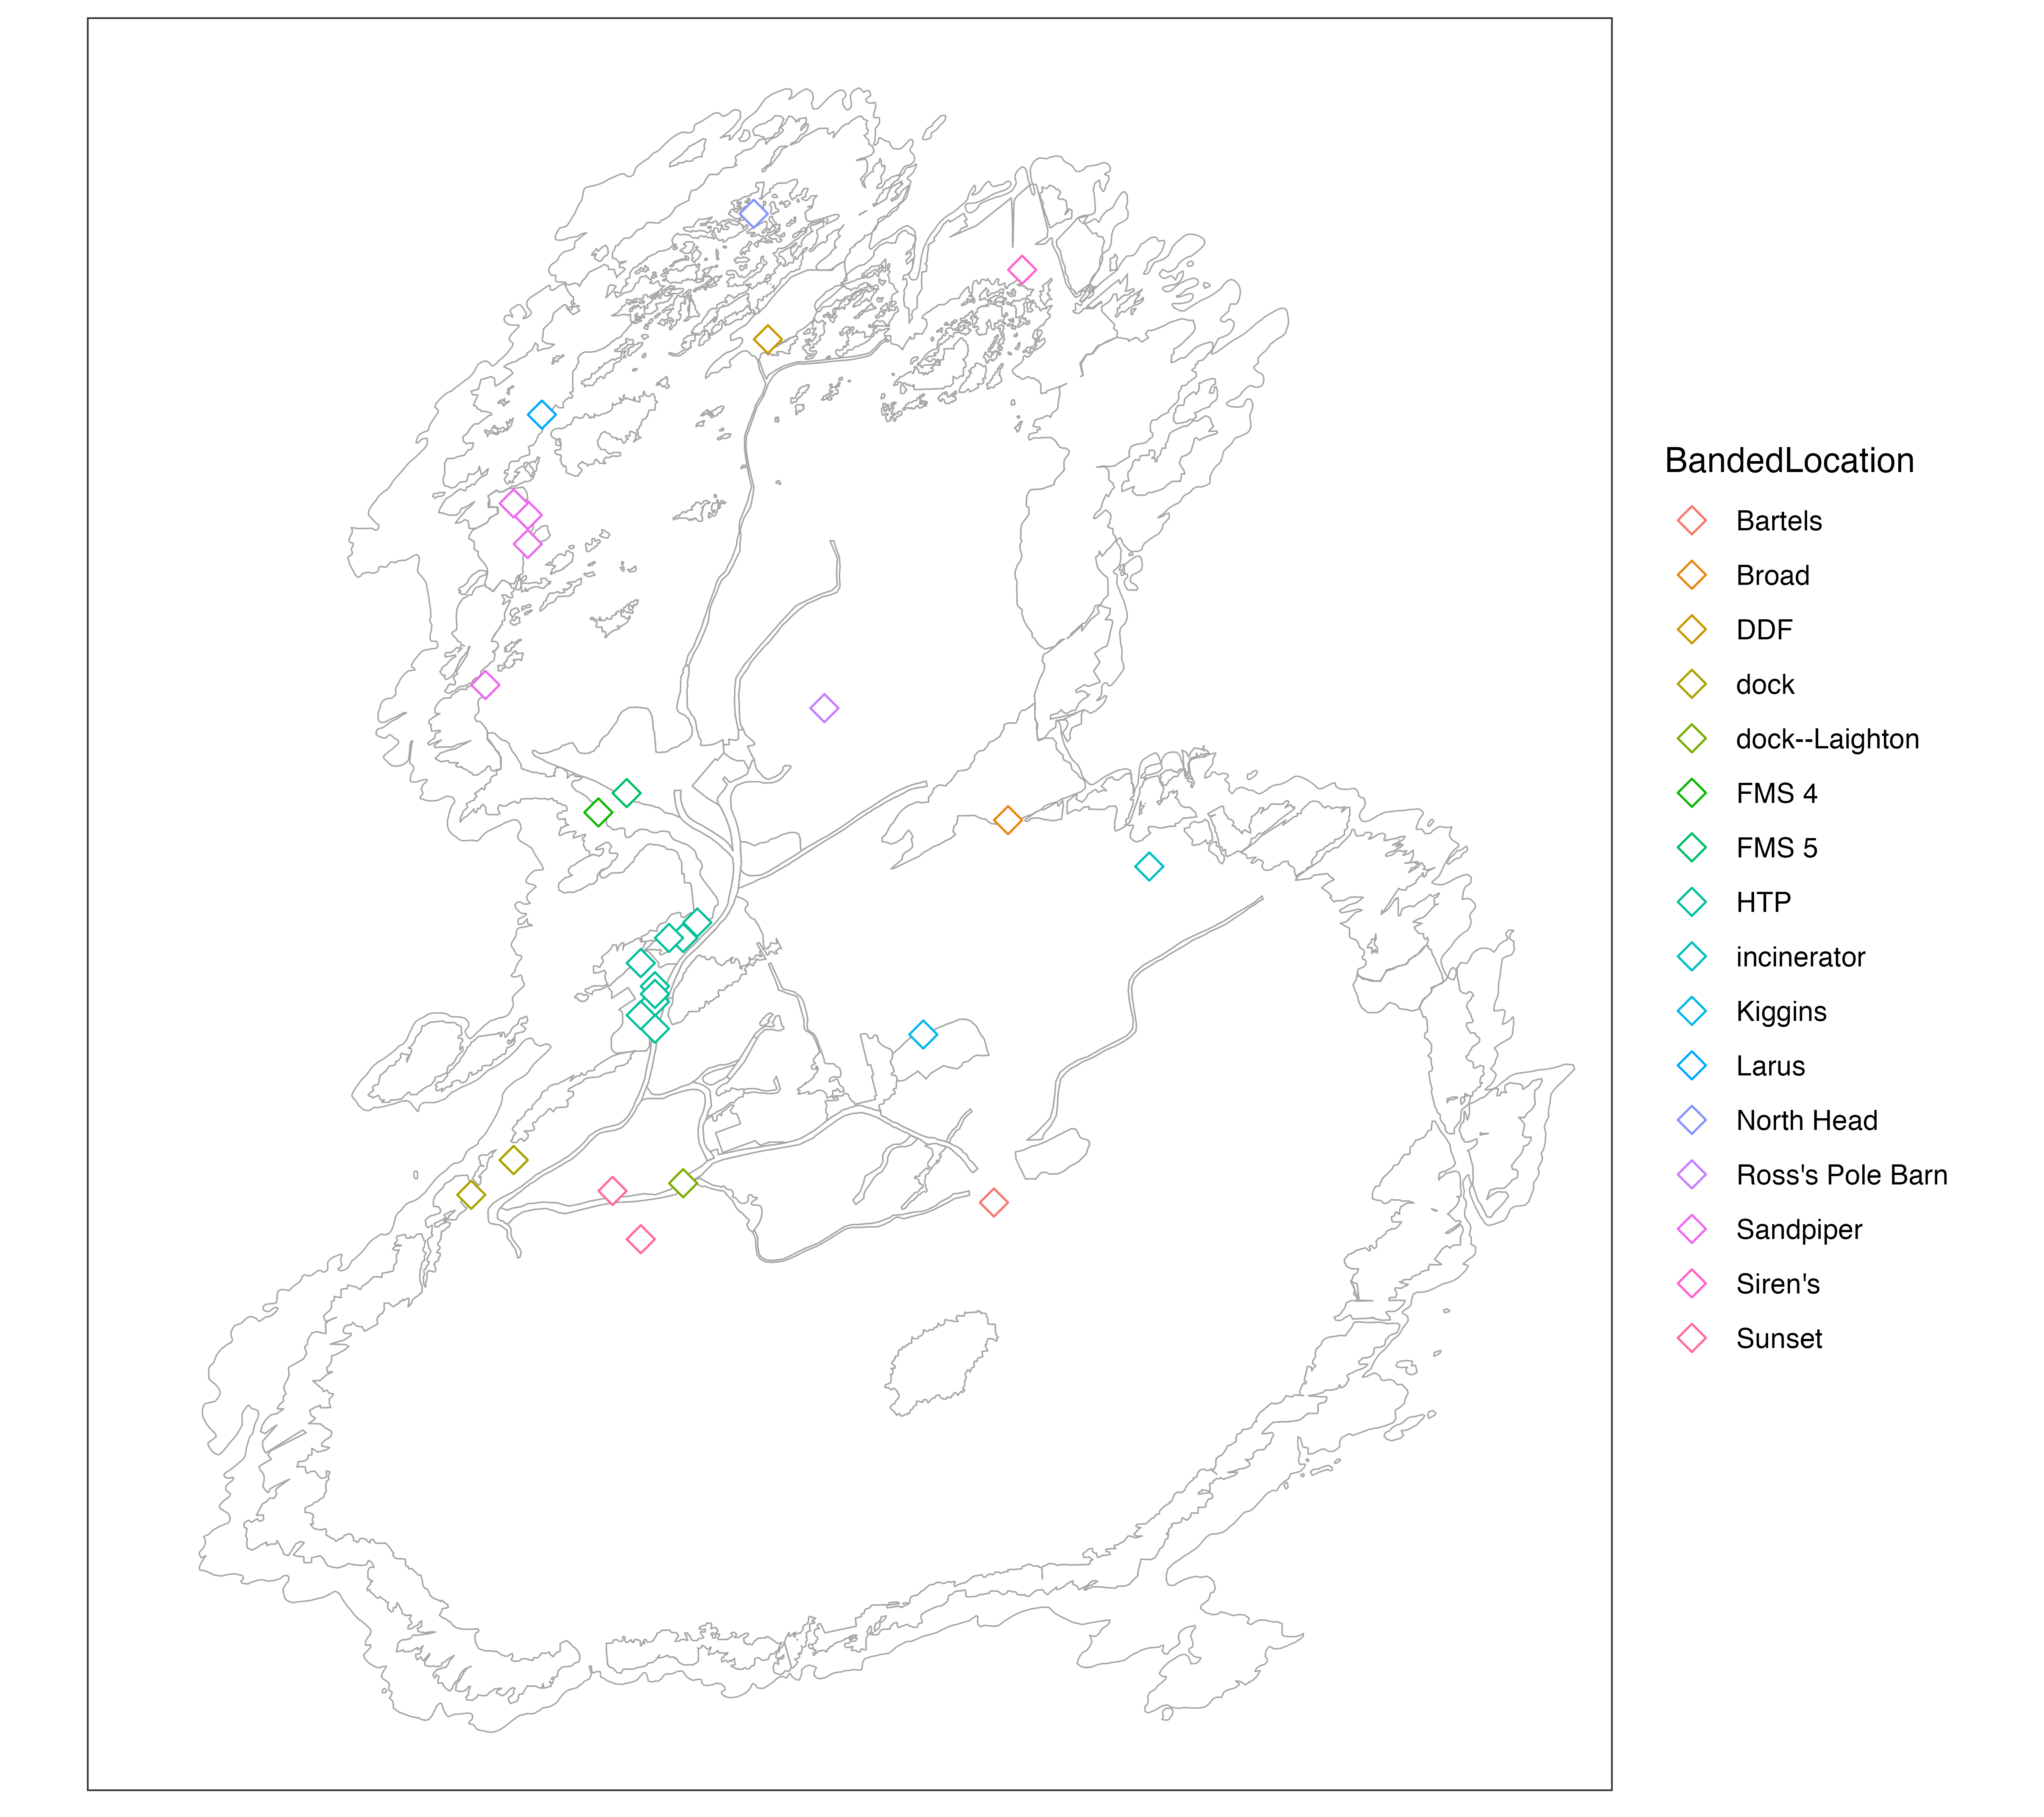 BandedLocation
Bartels
Broad
DDF
dock
dock--Laighton
FMS 4
FMS 5
HTP
incinerator
Kiggins
Larus
North Head
Ross's Pole Barn
Sandpiper
Siren's
Sunset